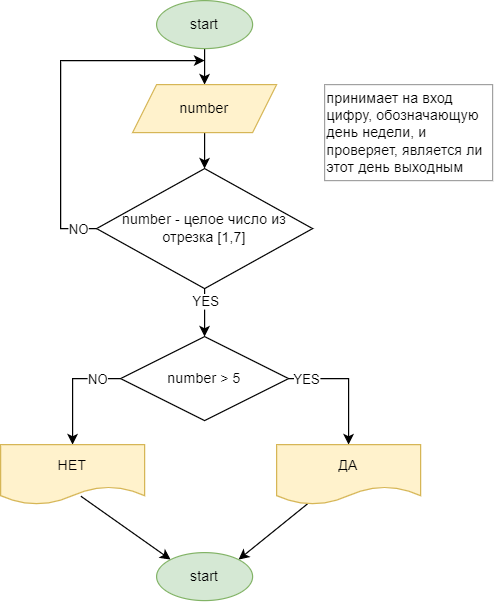 start
number
принимает на вход
цифру, обозначающую
день недели, и
проверяет, является ли
этот день выходным
number - целое число из
отрезка [1,7]
NO
YES
number > 5
NO
YES
НЕТ
ДА
start